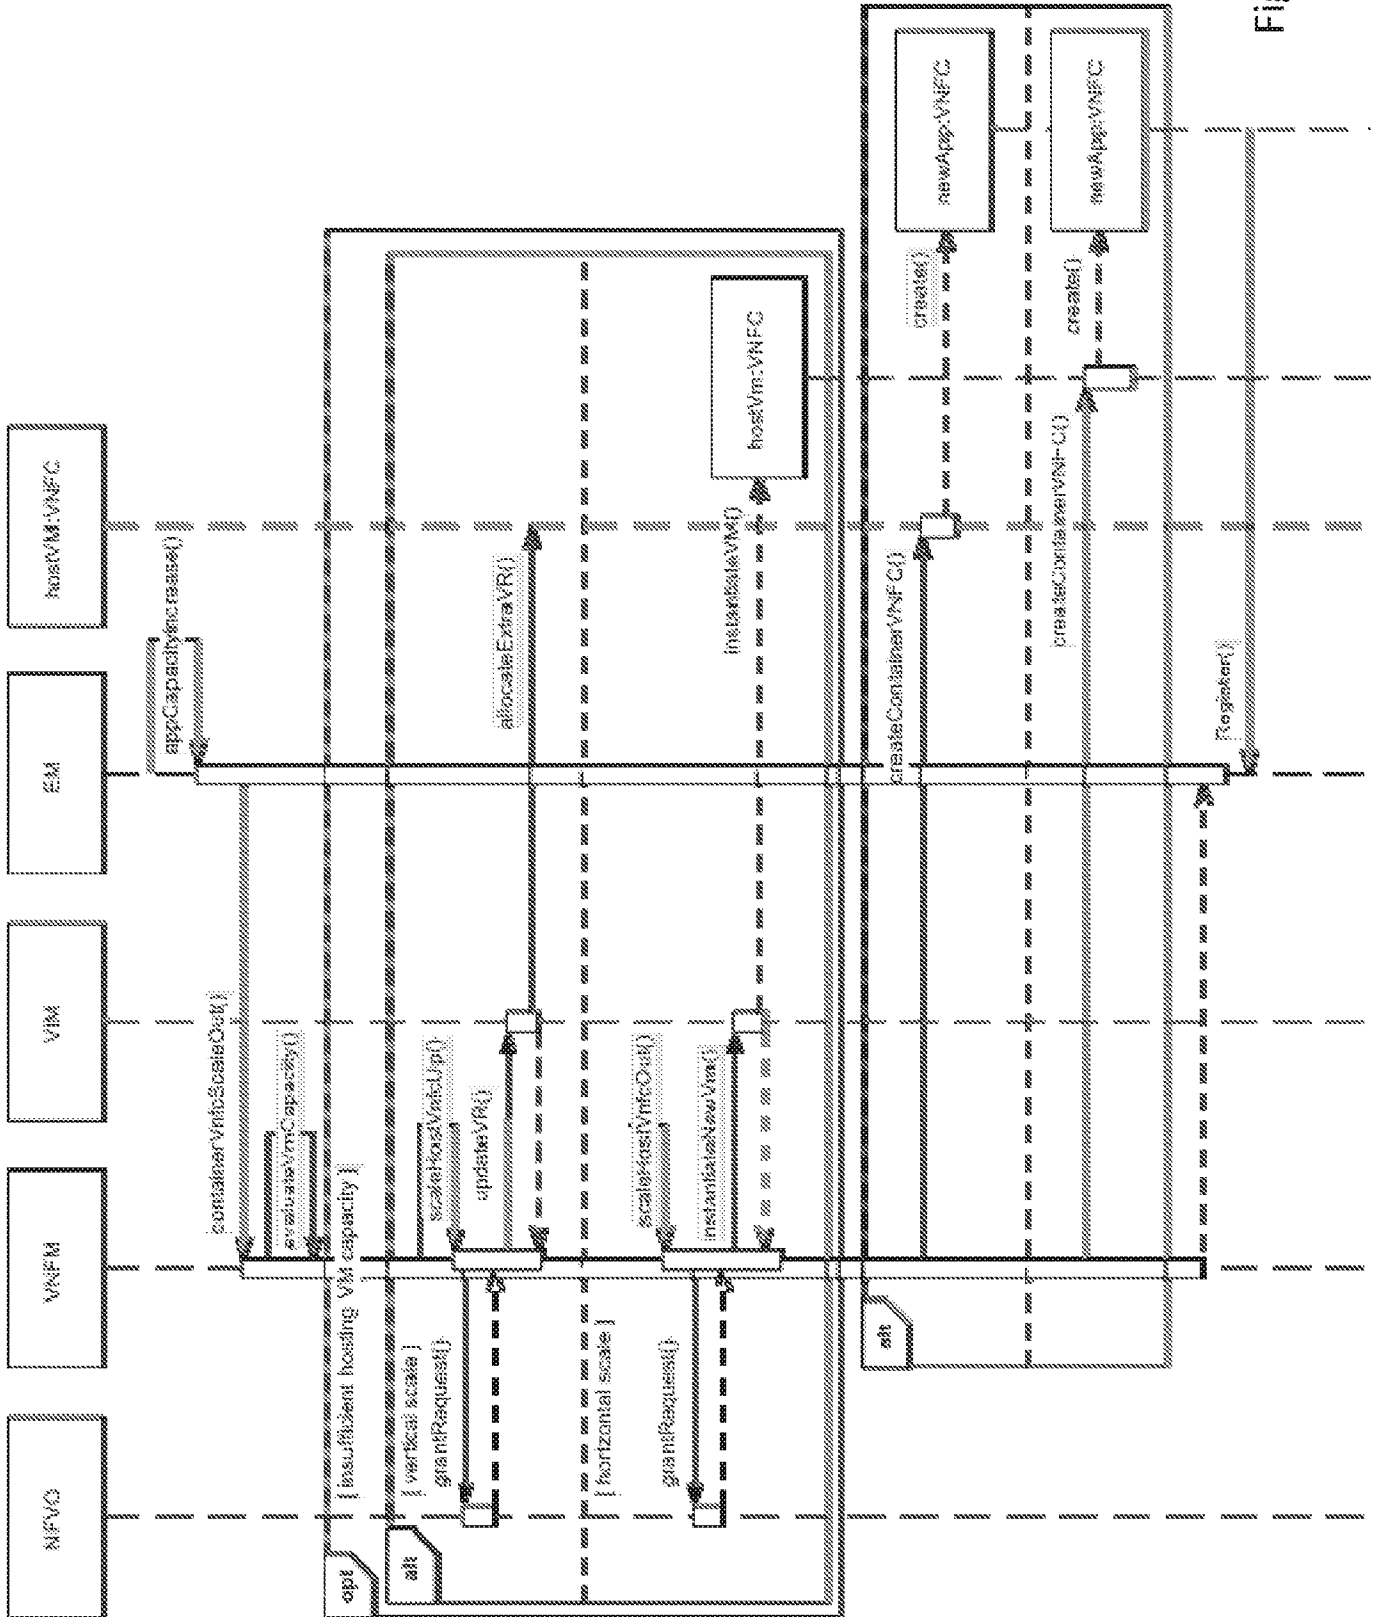 NFVO
VNFM
VIM
EM
hostVM:VNFC
appCapacityIncrease()
containerVnfcScaleOut()
evaluateVmCapacity()
opt
[ insufficient hosting VM capacity ]
alt
[ vertical scale ]
scaleHostVnfcUp()
grantRequest()
updateVR()
allocateExtraVR()
[ horizontal scale ]
scaleHostVnfcOut()
grantRequest()
instantiateNewVm()
instantiateVM()
hostVm:VNFC
alt
createContainerVNFC()
create()
newApp:VNFC
createContainerVNFC()
create()
newApp:VNFC
Register()